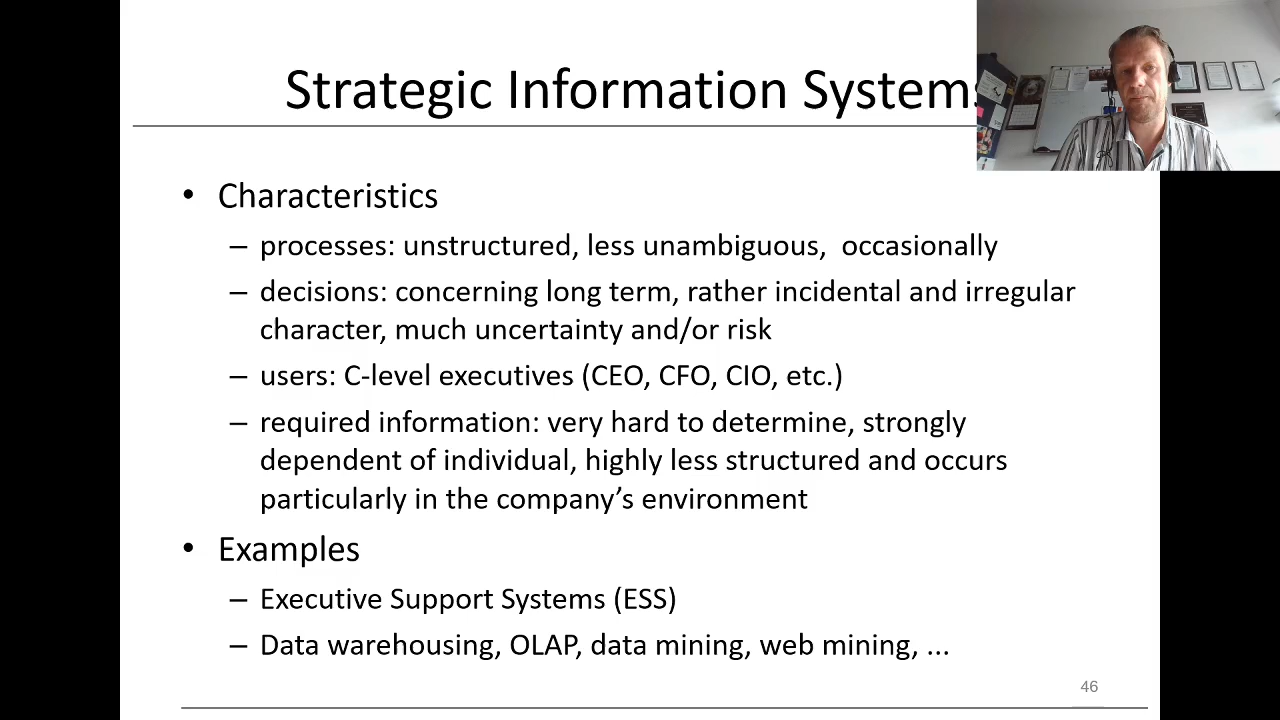 Strategic Information Systems
• Characteristics
– processes: unstructured, less unambiguous,  occasionally
– decisions: concerning long term, rather incidental and irregular
character, much uncertainty and/or risk
– users: C-level executives (CEO, CFO, CIO, etc.)
– required information: very hard to determine, strongly
dependent of individual, highly less structured and occurs
particularly in the company’s environment
• Examples
– Executive Support Systems (ESS)
– Data warehousing, OLAP, data mining, web mining, ...
46